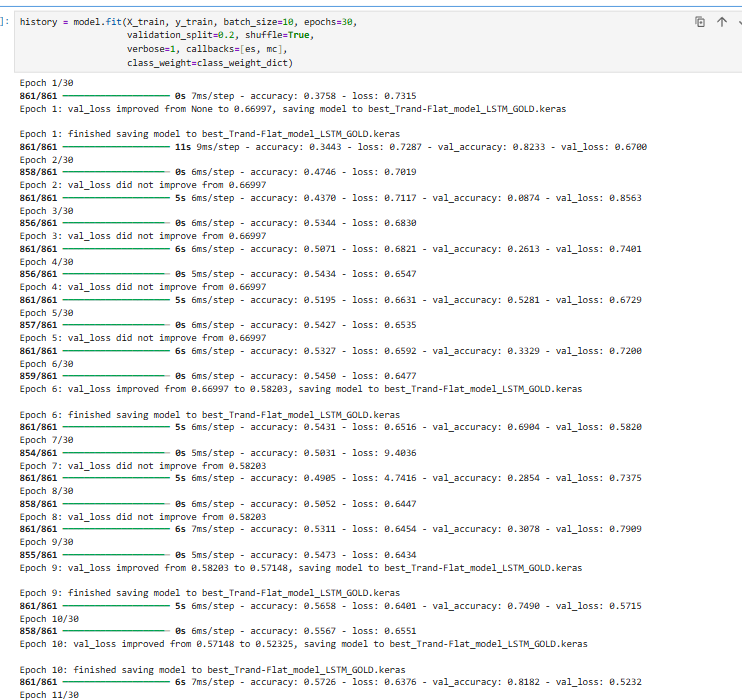 ]: history = model.fit(X_train, y_train, batch_size=10, epochs=30,
validation_split=0.2, shuffle=True,
verbose=1, callbacks=[es, mc],
class_weight=class_weight_dict)
Epoch 1/30
861/861 0s 7ms/step - accuracy: 0.3758 - loss: 0.7315
Epoch 1: val_loss improved from None to 0.66997, saving model to best_Trand-Flat_model_LSTM_GOLD.keras
Epoch 1: finished saving model to best_Trand-Flat_model_LSTM_GOLD.keras
861/861 11s 9ms/step - accuracy: 0.3443 - loss: 0.7287 - val_accuracy: 0.8233 - val_loss: 0.6700
Epoch 2/30
858/861 0s 6ms/step - accuracy: 0.4746 - loss: 0.7019
Epoch 2: val_loss did not improve from 0.66997
861/861 5s 6ms/step - accuracy: 0.4370 - loss: 0.7117 - val_accuracy: 0.0874 - val_loss: 0.8563
Epoch 3/30
856/861 0s 6ms/step - accuracy: 0.5344 - loss: 0.6830
Epoch 3: val_loss did not improve from 0.66997
861/861 6s 6ms/step - accuracy: 0.5071 - loss: 0.6821 - val_accuracy: 0.2613 - val_loss: 0.7401
Epoch 4/30
856/861 0s 5ms/step - accuracy: 0.5434 - loss: 0.6547
Epoch 4: val_loss did not improve from 0.66997
861/861 5s 6ms/step - accuracy: 0.5195 - loss: 0.6631 - val_accuracy: 0.5281 - val_loss: 0.6729
Epoch 5/30
857/861 0s 6ms/step - accuracy: 0.5427 - loss: 0.6535
Epoch 5: val_loss did not improve from 0.66997
861/861 6s 6ms/step - accuracy: 0.5327 - loss: 0.6592 - val_accuracy: 0.3329 - val_loss: 0.7200
Epoch 6/30
859/861 0s 6ms/step - accuracy: 0.5450 - loss: 0.6477
Epoch 6: val_loss improved from 0.66997 to 0.58203, saving model to best_Trand-Flat_model_LSTM_GOLD.keras
Epoch 6: finished saving model to best_Trand-Flat_model_LSTM_GOLD.keras
861/861 5s 6ms/step - accuracy: 0.5431 - loss: 0.6516 - val_accuracy: 0.6904 - val_loss: 0.5820
Epoch 7/30
854/861 0s 5ms/step - accuracy: 0.5031 - loss: 9.4036
Epoch 7: val_loss did not improve from 0.58203
861/861 5s 6ms/step - accuracy: 0.4905 - loss: 4.7416 - val_accuracy: 0.2854 - val_loss: 0.7375
Epoch 8/30
858/861 0s 6ms/step - accuracy: 0.5052 - loss: 0.6447
Epoch 8: val_loss did not improve from 0.58203
861/861 6s 7ms/step - accuracy: 0.5311 - loss: 0.6454 - val_accuracy: 0.3078 - val_loss: 0.7909
Epoch 9/30
855/861 0s 5ms/step - accuracy: 0.5473 - loss: 0.6434
Epoch 9: val_loss improved from 0.58203 to 0.57148, saving model to best_Trand-Flat_model_LSTM_GOLD.keras
Epoch 9: finished saving model to best_Trand-Flat_model_LSTM_GOLD.keras
861/861 5s 6ms/step - accuracy: 0.5658 - loss: 0.6401 - val_accuracy: 0.7490 - val_loss: 0.5715
Epoch 10/30
858/861 0s 6ms/step - accuracy: 0.5567 - loss: 0.6551
Epoch 10: val_loss improved from 0.57148 to 0.52325, saving model to best_Trand-Flat_model_LSTM_GOLD.keras
Epoch 10: finished saving model to best_Trand-Flat_model_LSTM_GOLD.keras
861/861 6s 7ms/step - accuracy: 0.5726 - loss: 0.6376 - val_accuracy: 0.8182 - val_loss: 0.5232
Epoch 11/30